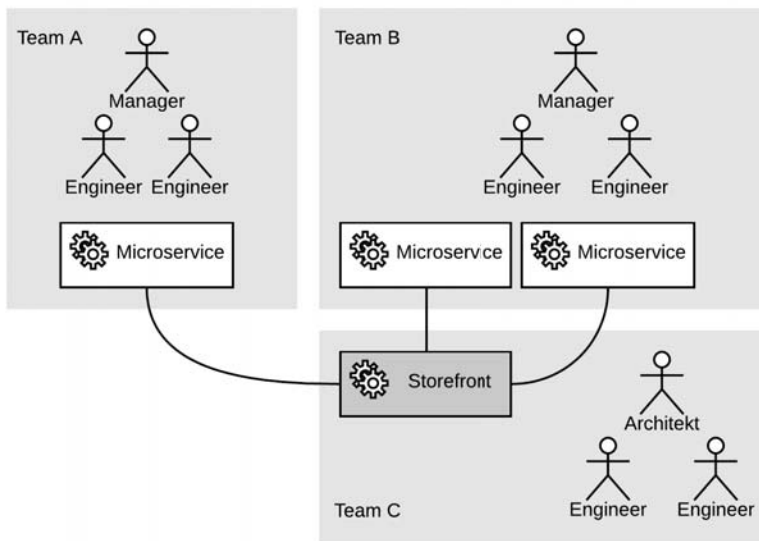 Team A
Manager
Engineer Engineer
Microservice
Team B
Manager
Engineer Engineer
Microservice Microservice
Storefront
Architekt
Engineer Engineer
Team C